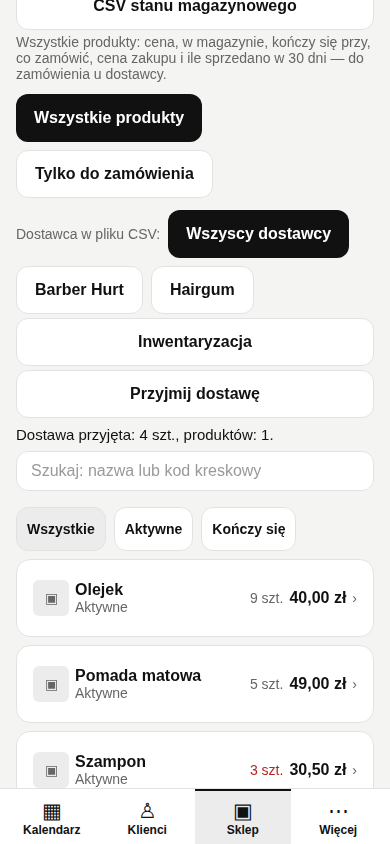 CSV stanu magazynowego
Wszystkie produkty: cena, w magazynie, kończy się przy,
co zamówić, cena zakupu i ile sprzedano w 30 dni — do
zamówienia u dostawcy.
Wszystkie produkty
Tylko do zamówienia
Dostawca w pliku CSV: Wszyscy dostawcy
Barber Hurt Hairgum
Inwentaryzacja
Przyjmij dostawę
Dostawa przyjęta: 4 szt., produktów: 1.
Szukaj: nazwa lub kod kreskowy
Wszystkie Aktywne Kończy się
Olejek
Aktywne
9 szt. 40,00 zł ›
Pomada matowa
Aktywne
5 szt. 49,00 zł ›
Szampon
Aktywne
3 szt. 30,50 zł ›
Kalendarz Klienci Sklep Więcej